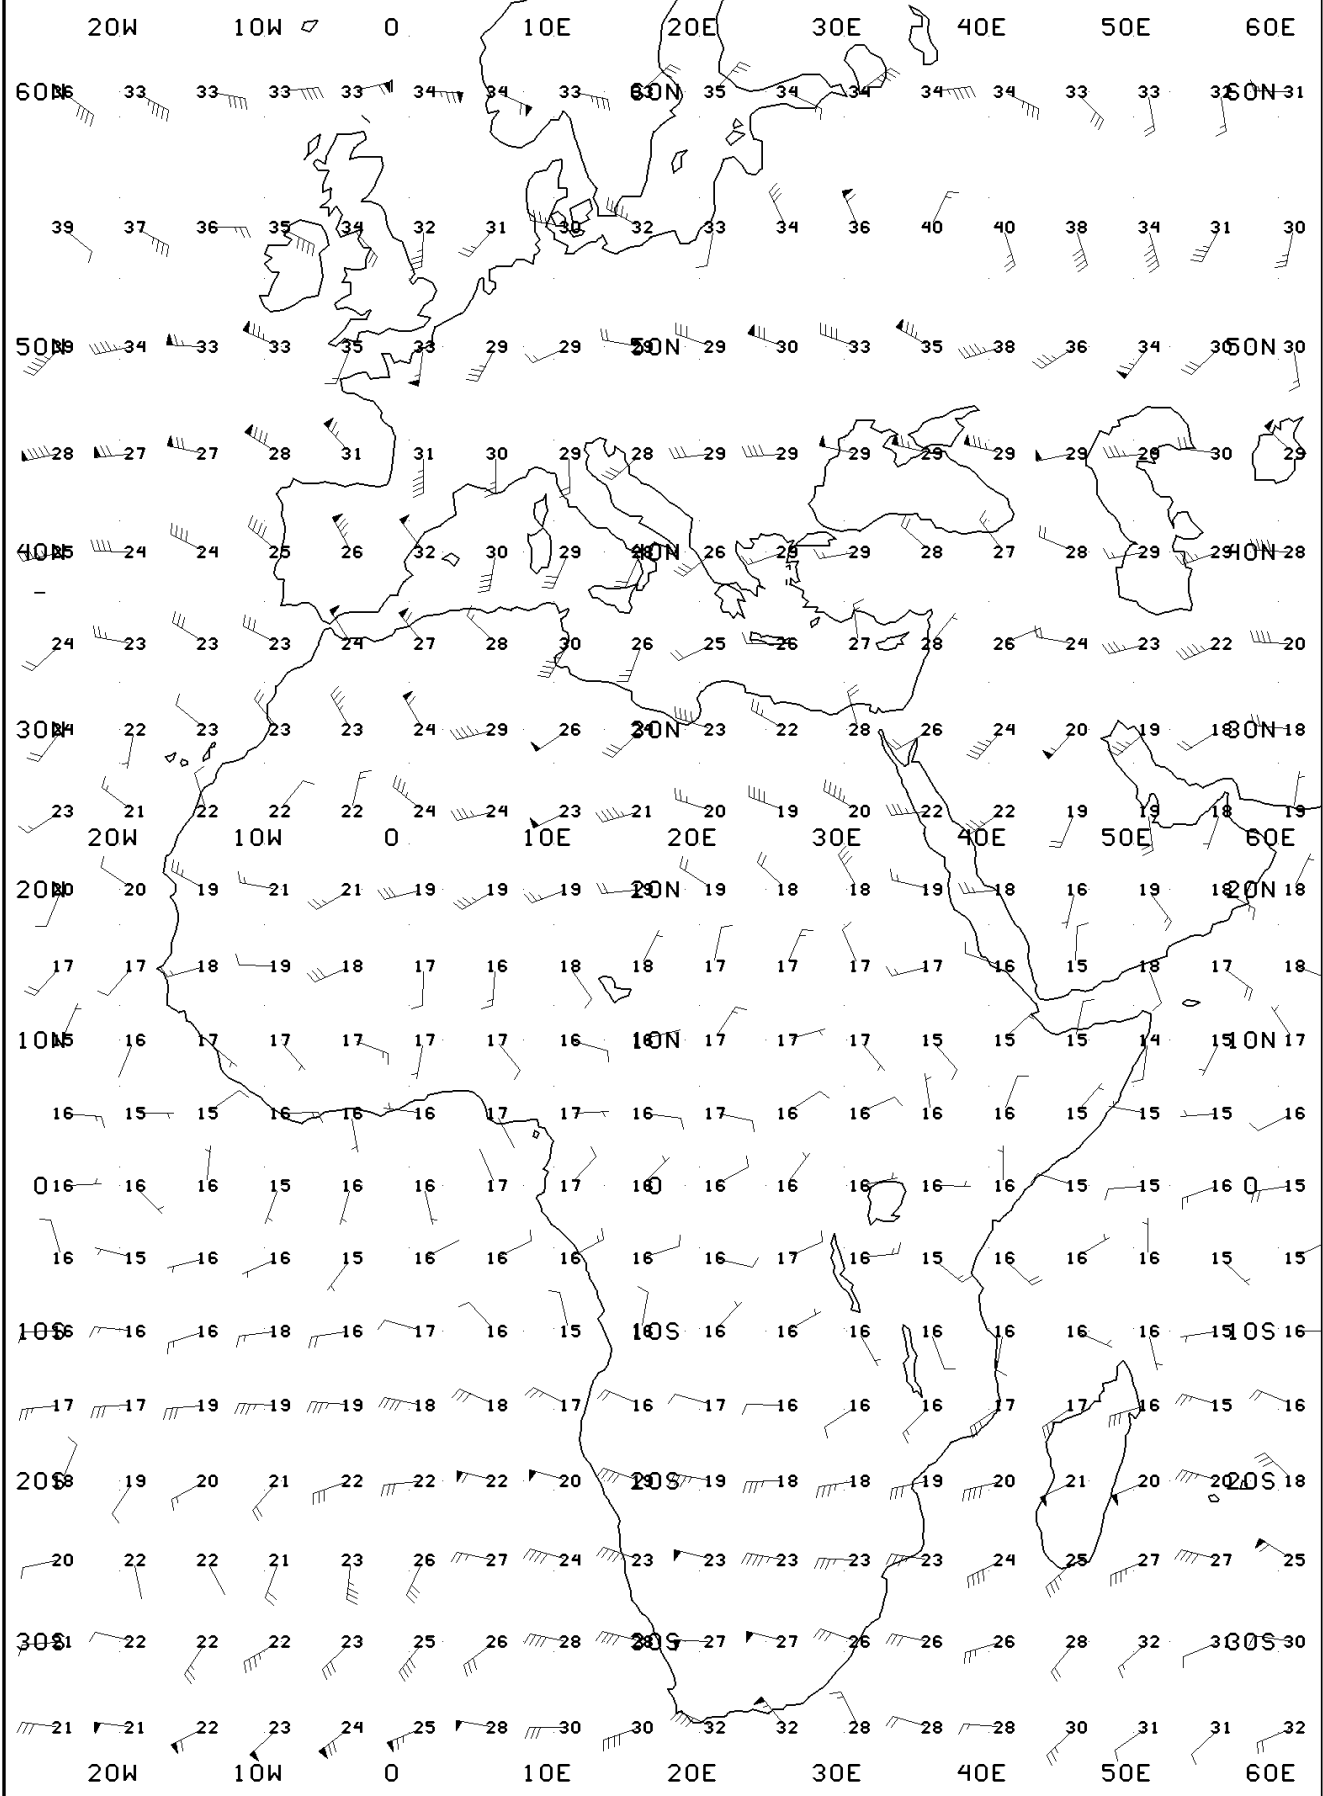 20W 10W 0 10E 20E 30E 40E 50E 60E
60N 33 33 33 33 34 34 33 60N 35 34 34 34 34 33 33 60N 31
39 37 36 35 34 32 31 30 32 33 34 36 40 40 38 34 31 30
50N 34 33 33 35 33 29 29 50N 29 30 33 35 38 36 34 30 50N 30
28 27 27 28 31 31 30 29 28 29 29 29 29 29 29 30 29
40N 24 24 25 26 32 30 29 40N 26 29 29 28 27 28 29 29 40N 28
24 23 23 23 24 27 28 30 26 25 26 27 28 26 24 23 22 20
30N 22 23 23 23 24 29 26 30N 23 22 28 26 24 20 19 18 30N 18
23 21 22 22 22 24 24 23 21 20 19 20 22 22 19 19 18 19
20W 10W 0 10E 20E 30E 40E 50E 60E
20N 20 19 21 21 19 19 19 20N 19 18 18 19 18 16 19 18 20N 18
17 17 18 19 18 17 16 18 18 17 17 17 17 16 15 18 17 18
10N 16 17 17 17 17 17 16 10N 17 17 17 15 15 15 14 15 10N 17
16 15 15 16 16 16 17 17 16 17 16 16 16 16 15 15 15 16
0 16 16 16 15 16 16 17 17 0 16 16 16 16 16 15 15 16 0 15
16 15 16 16 15 16 16 16 16 16 17 16 15 16 16 16 15 15
10S 16 16 16 18 16 17 16 15 10S 16 16 16 16 16 16 16 15 10S 16
17 17 19 19 19 18 18 17 16 17 16 16 16 17 17 16 15 16
20S 19 20 21 22 22 22 20 20S 19 18 18 19 20 21 20 20 20S 18
20 22 22 21 23 26 27 24 23 23 23 23 23 24 25 27 27 25
30S 22 22 22 23 25 26 28 30S 27 27 26 26 26 28 32 31 30S 30
21 21 22 23 24 25 28 30 30 32 32 28 28 28 30 31 31 32
20W 10W 0 10E 20E 30E 40E 50E 60E